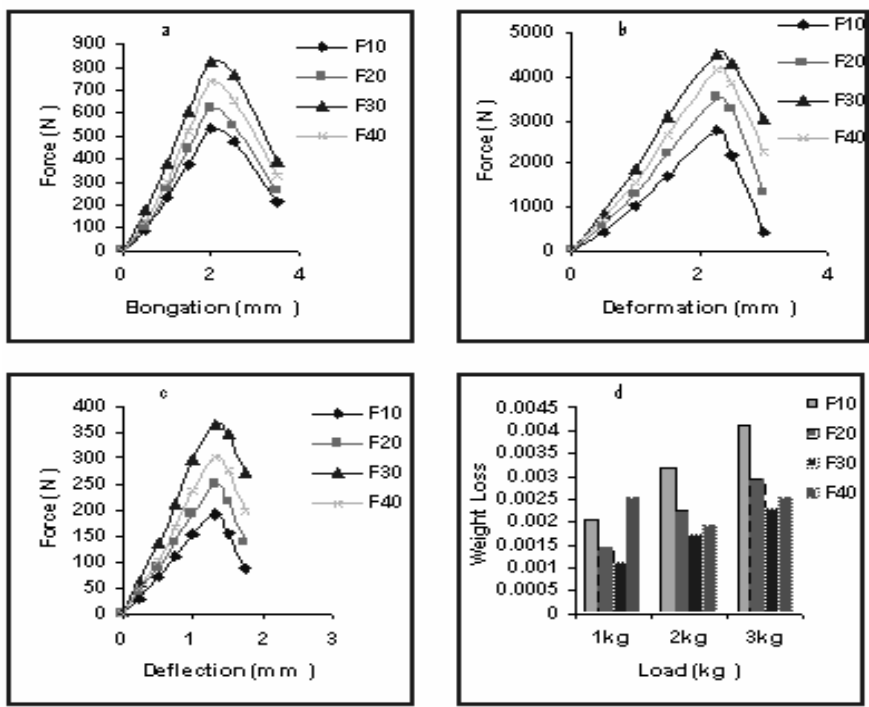 a
900
800
700
600
500
400
300
200
100
0
Force (N)
0 2 4
Elongation (mm)
F10
F20
F30
F40
b
5000
4000
3000
2000
1000
0
Force (N)
0 2 4
Deformation (mm)
F10
F20
F30
F40
c
400
350
300
250
200
150
100
50
0
Force (N)
0 1 2 3
Deflection (mm)
F10
F20
F30
F40
d
0.0045
0.004
0.0035
0.003
0.0025
0.002
0.0015
0.001
0.0005
0
Weight Loss
1kg 2kg 3kg
Load (kg)
F10
F20
F30
F40